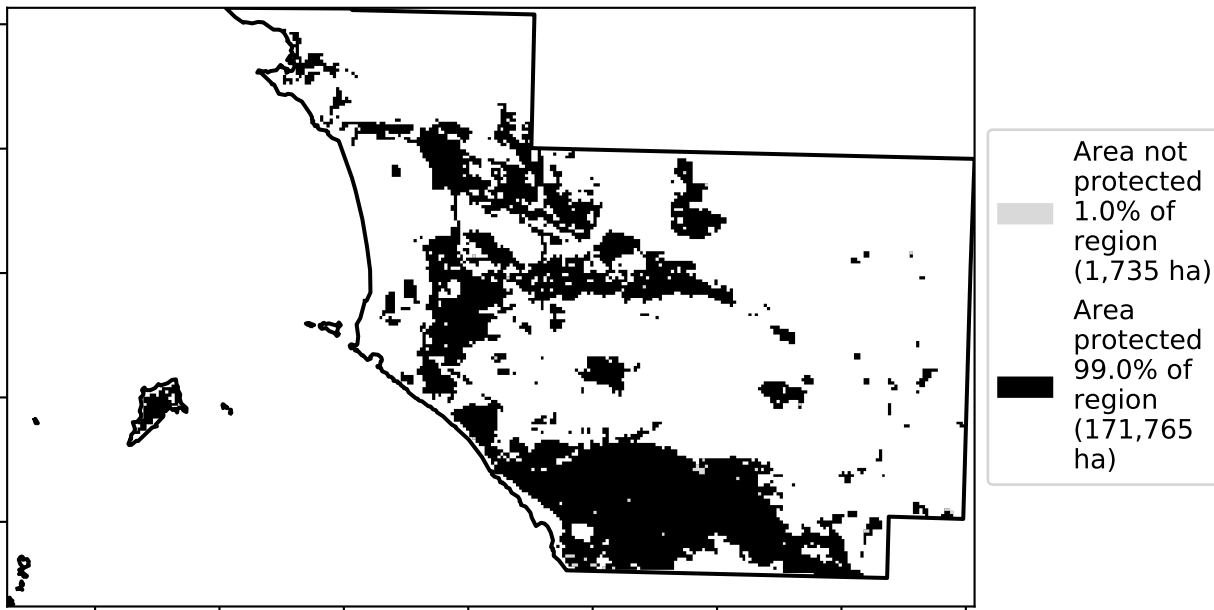 Area not
protected
1.0% of
region
(1,735 ha)
Area
protected
99.0% of
region
(171,765
ha)